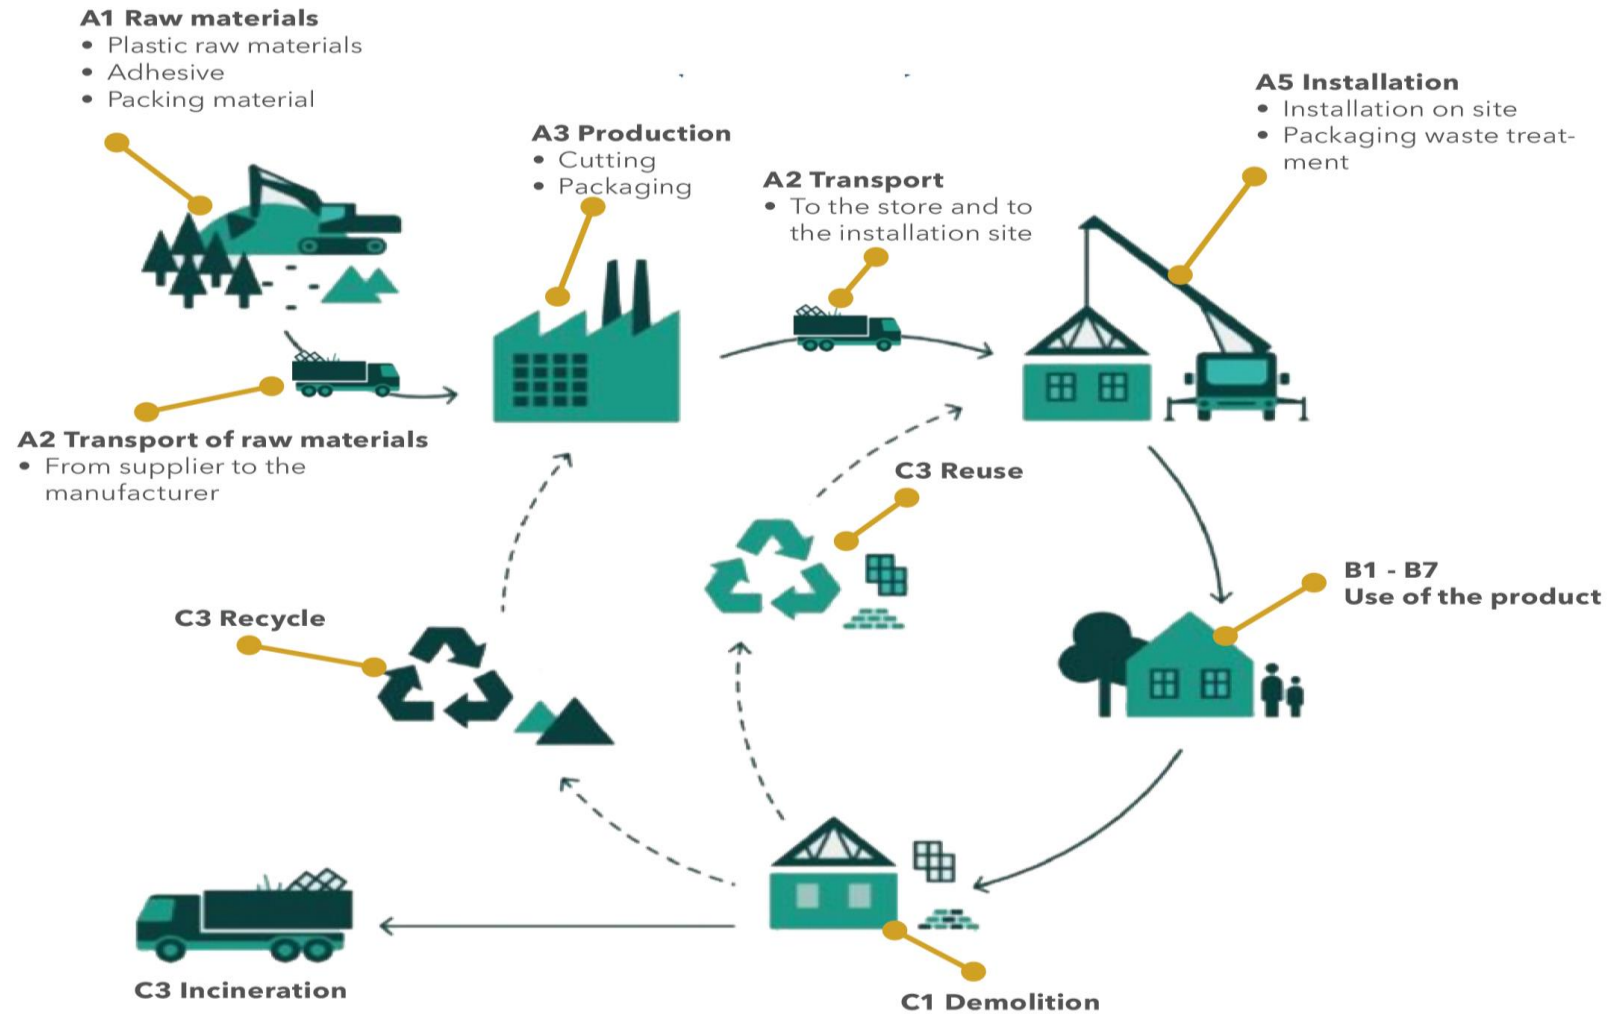 A1 Raw materials
• Plastic raw materials
• Adhesive
• Packing material
A3 Production
• Cutting
• Packaging
A2 Transport
• To the store and to
the installation site
A5 Installation
• Installation on site
• Packaging waste treat-
ment
A2 Transport of raw materials
• From supplier to the
manufacturer
C3 Reuse
B1 - B7
Use of the product
C3 Recycle
C3 Incineration
C1 Demolition